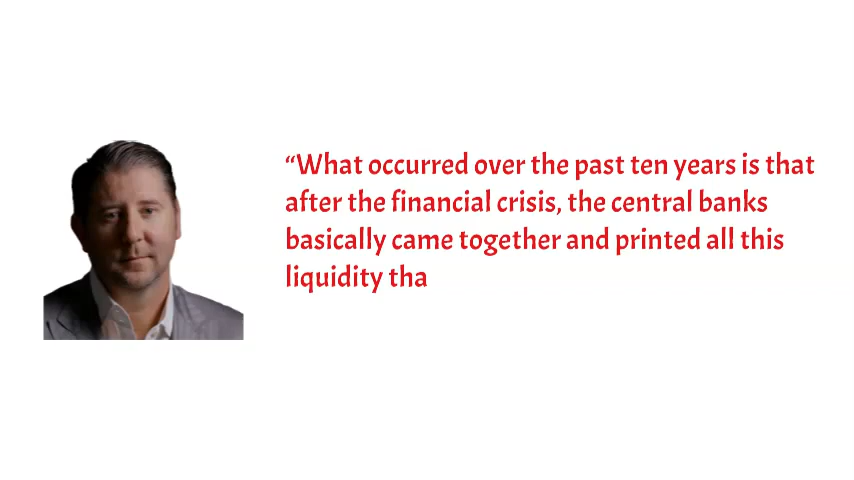 “What occurred over the past ten years is that
after the financial crisis, the central banks
basically came together and printed all this
liquidity tha